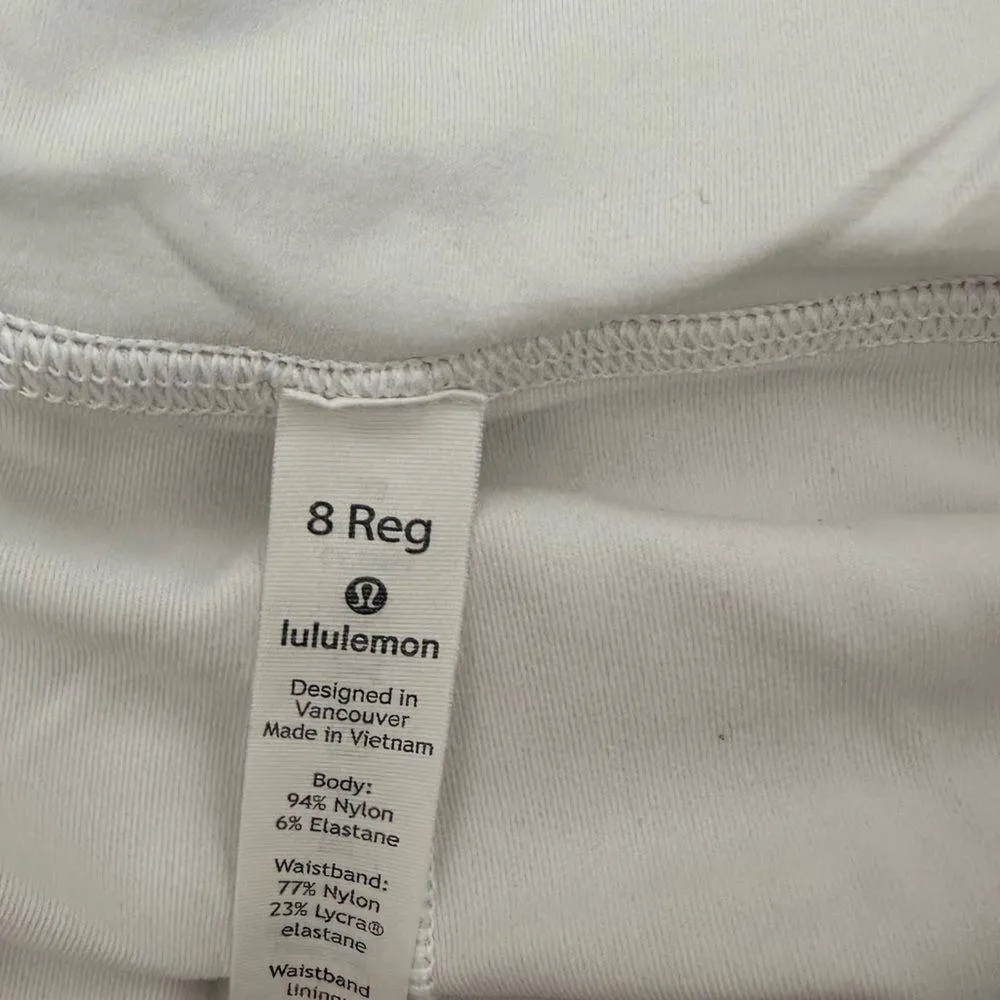 8 Reg
lululemon
Designed in
Vancouver
Made in Vietnam
Body:
94% Nylon
6% Elastane
Waistband:
77% Nylon
23% Lycra®
elastane
Waistband
lining